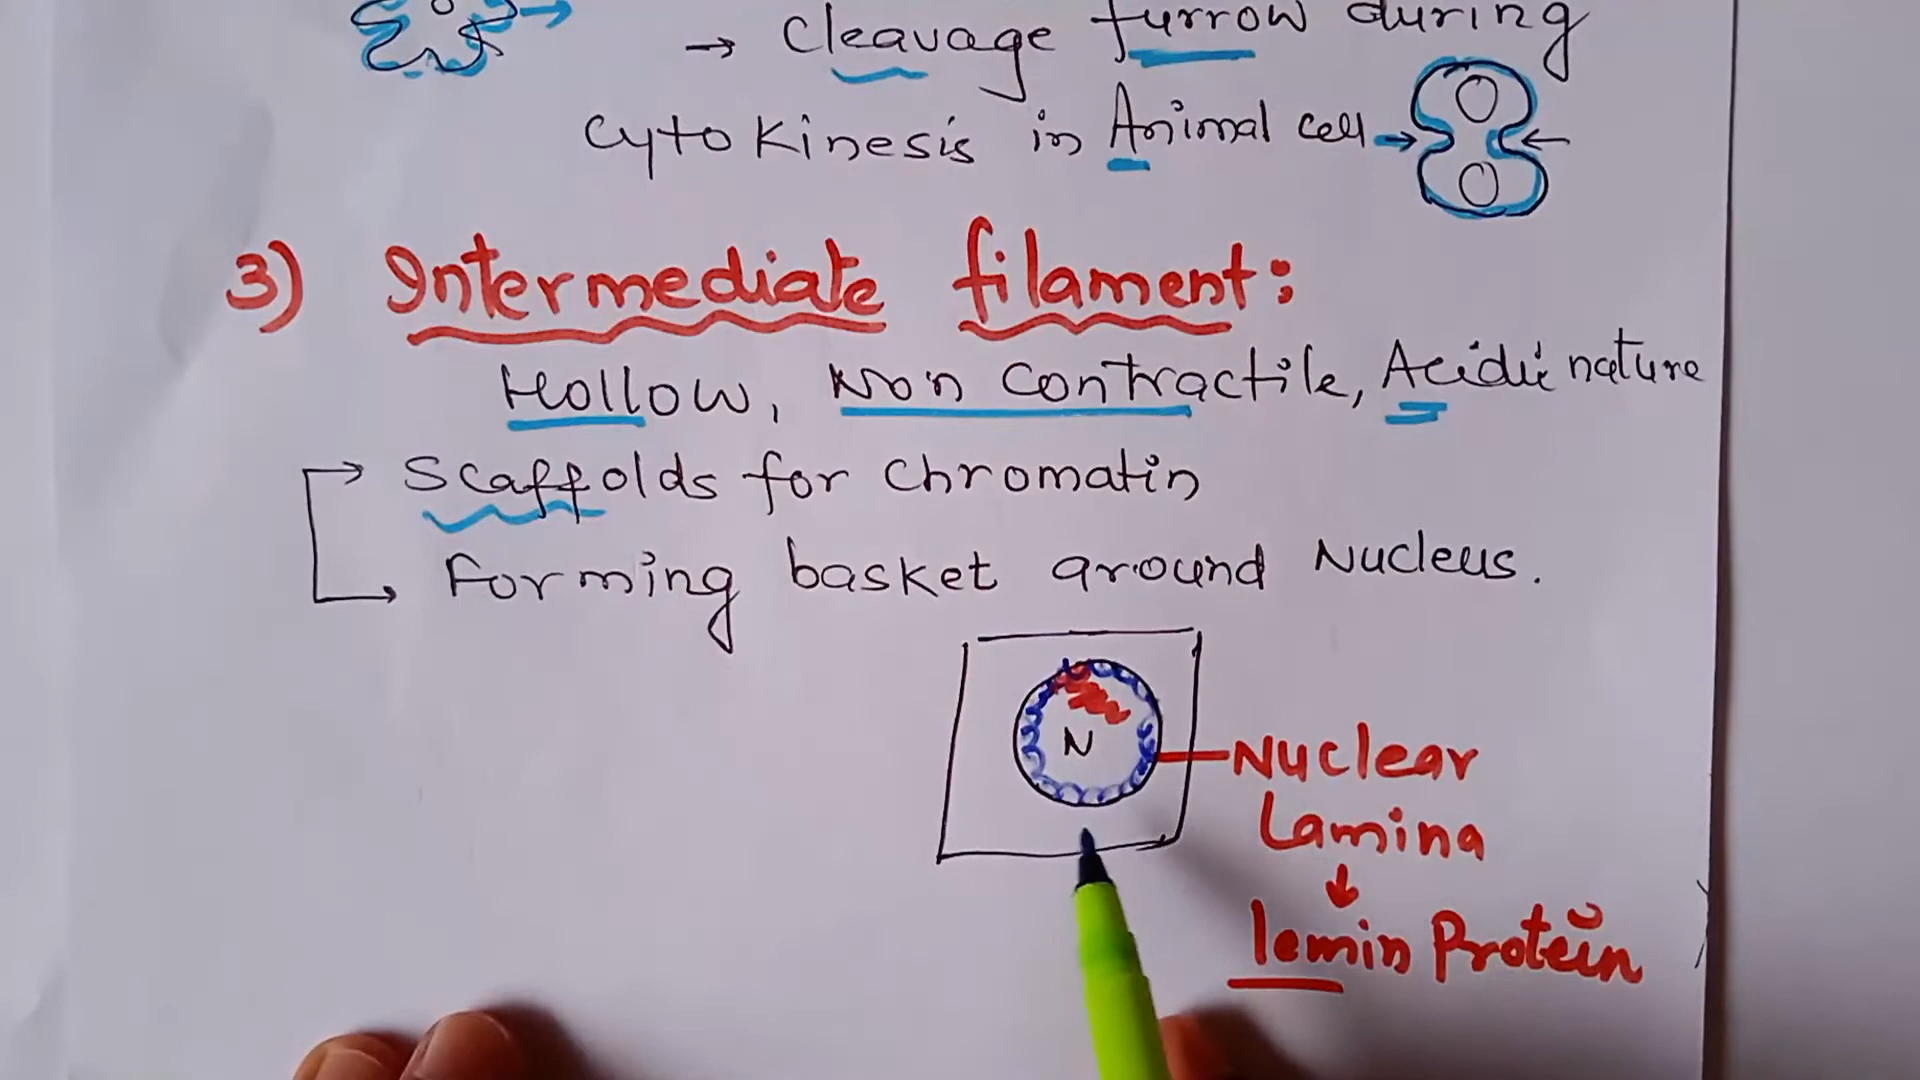 → Cleavage furrow during
Cytokinesis in Animal cell
3) Intermediate filament:
Hollow, Non contractile, Acidic nature
→ Scaffolds for chromatin
→ Forming basket around Nucleus.
N
Nuclear
Lamina
↓
lemin Protein